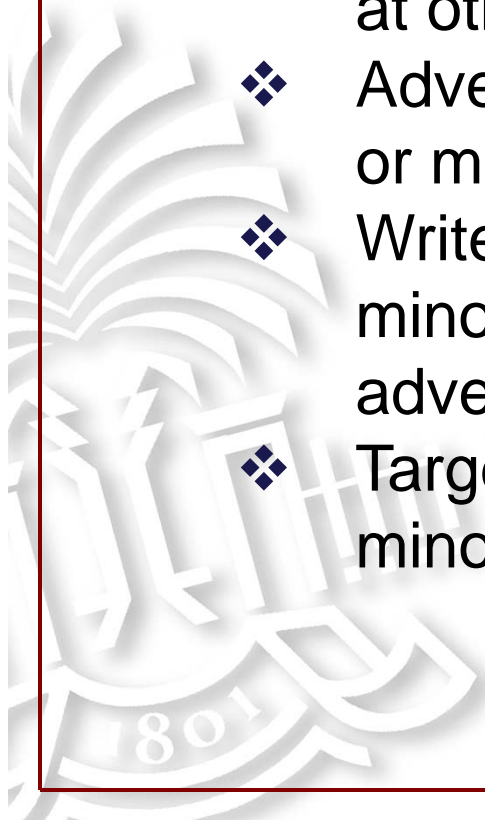 at oth
❖ Adve
or m
❖ Write
mino
adve
❖ Targe
mino
1801